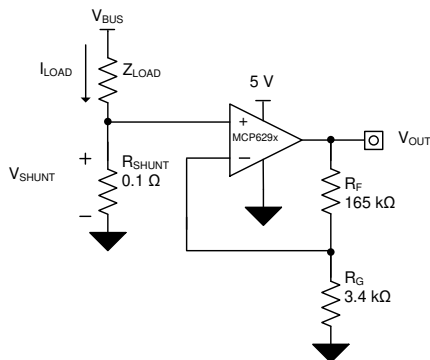 VBUS
ILOAD
ZLOAD
5 V
+
MCP629x
−
VOUT
+
VSHUNT
−
RSHUNT
0.1 Ω
RF
165 kΩ
RG
3.4 kΩ